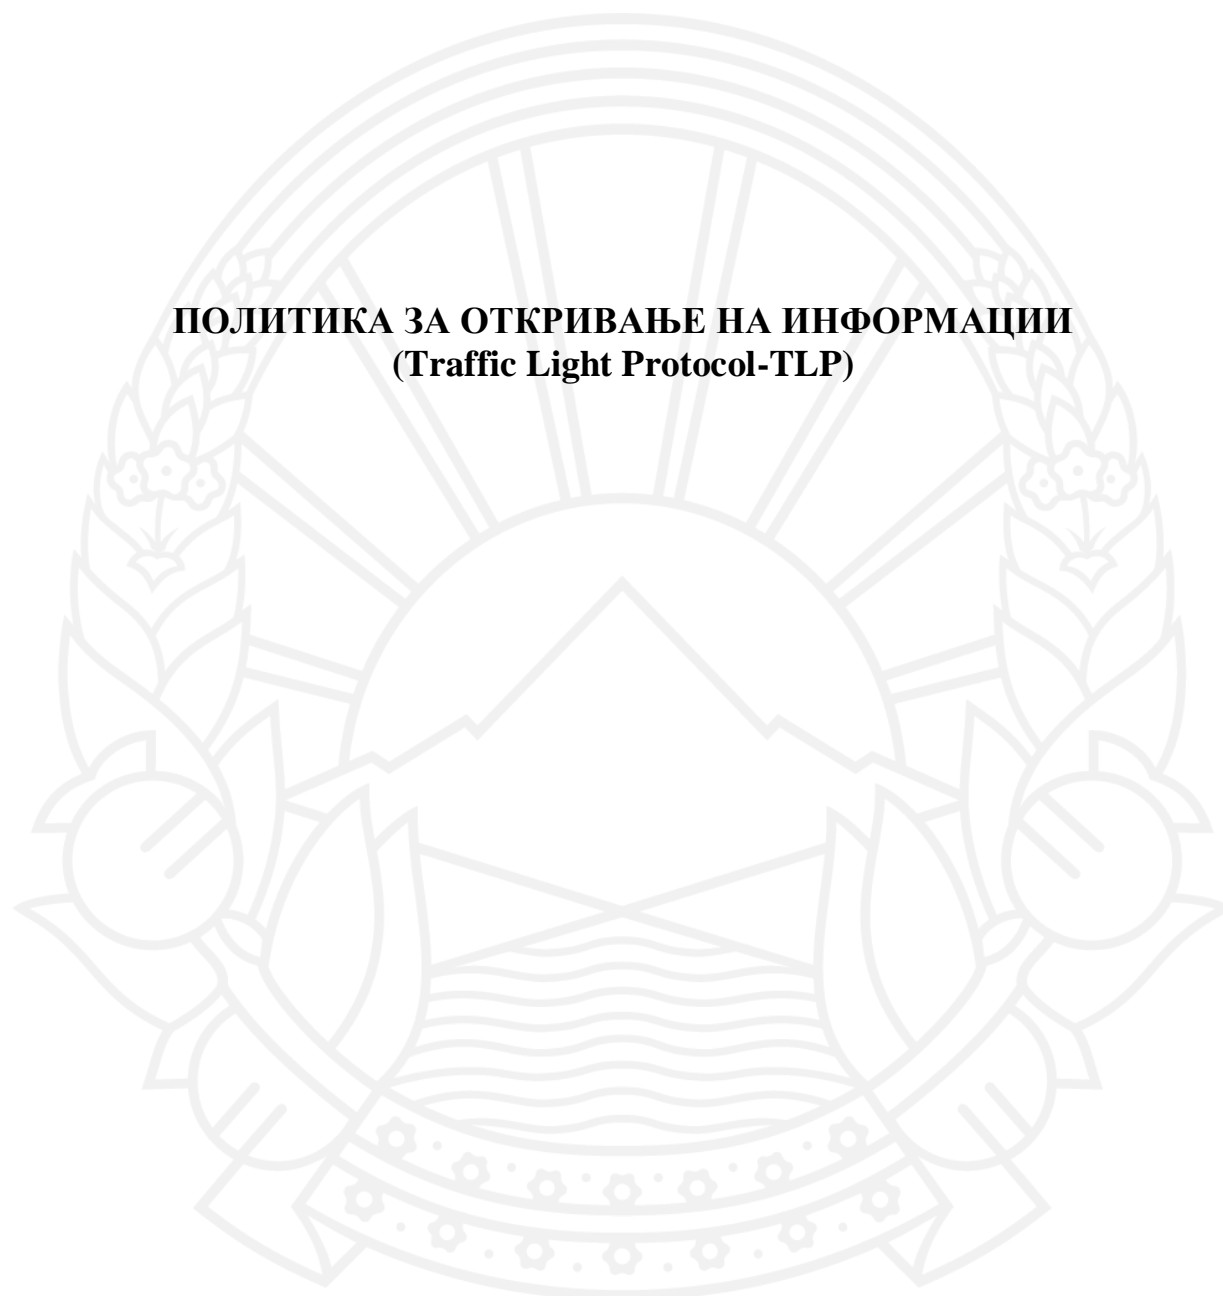 ПОЛИТИКА ЗА ОТКРИВАЊЕ НА ИНФОРМАЦИИ
(Traffic Light Protocol-TLP)